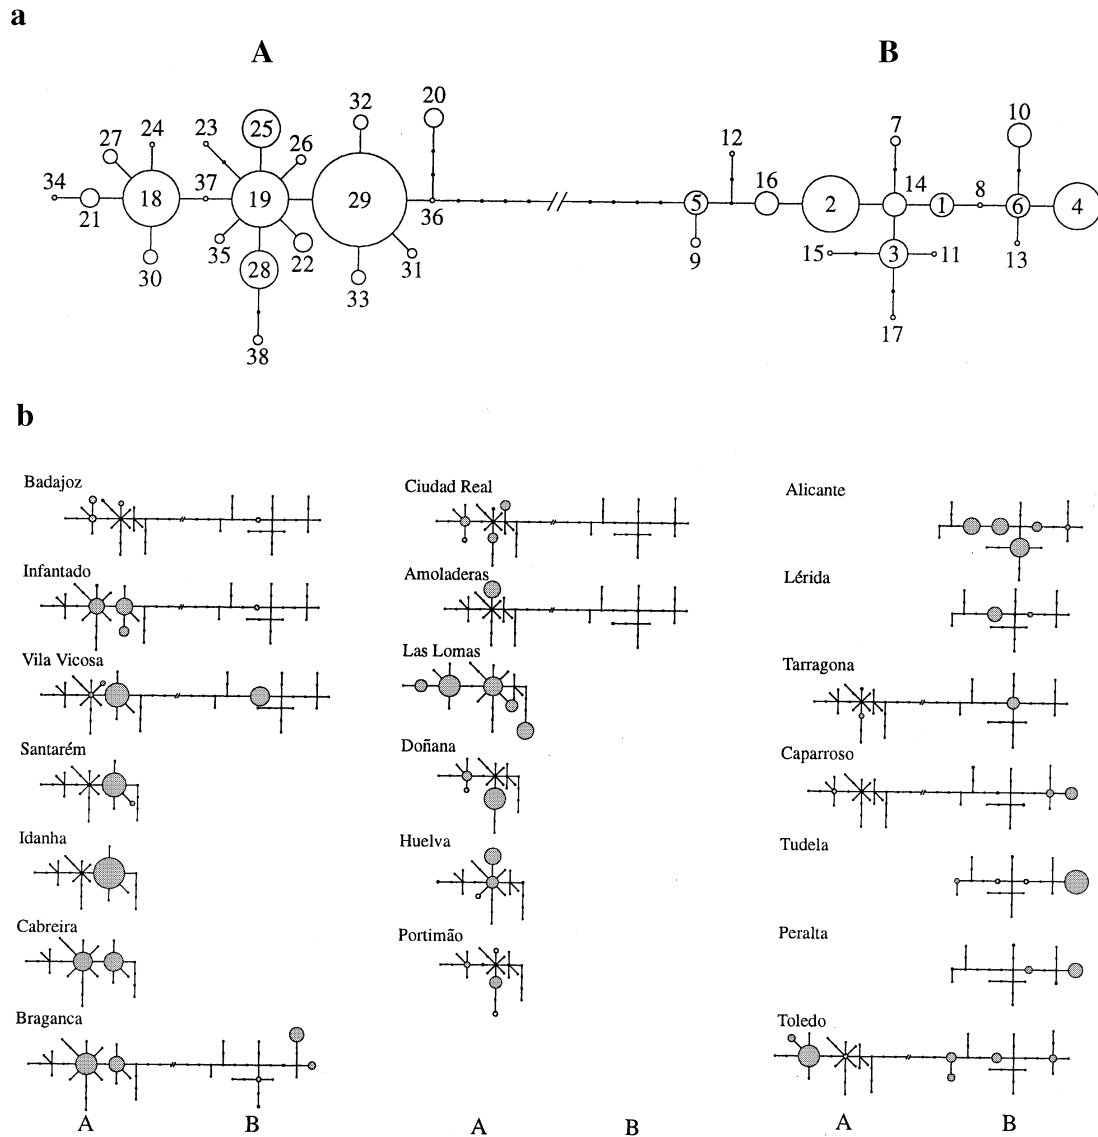 a
A
B
34
27
24
21
18
30
37
23
25
26
19
35
22
28
38
32
29
33
31
20
36
5
9
12
16
2
7
14
1
8
15
3
11
17
10
6
13
4
b
Badajoz
Infantado
Vila Vicosa
Santarém
Idanha
Cabreira
Braganca
A
B
Ciudad Real
Amoladeras
Las Lomas
Doñana
Huelva
Portimão
A
B
Alicante
Lérida
Tarragona
Caparroso
Tudela
Peralta
Toledo
A
B